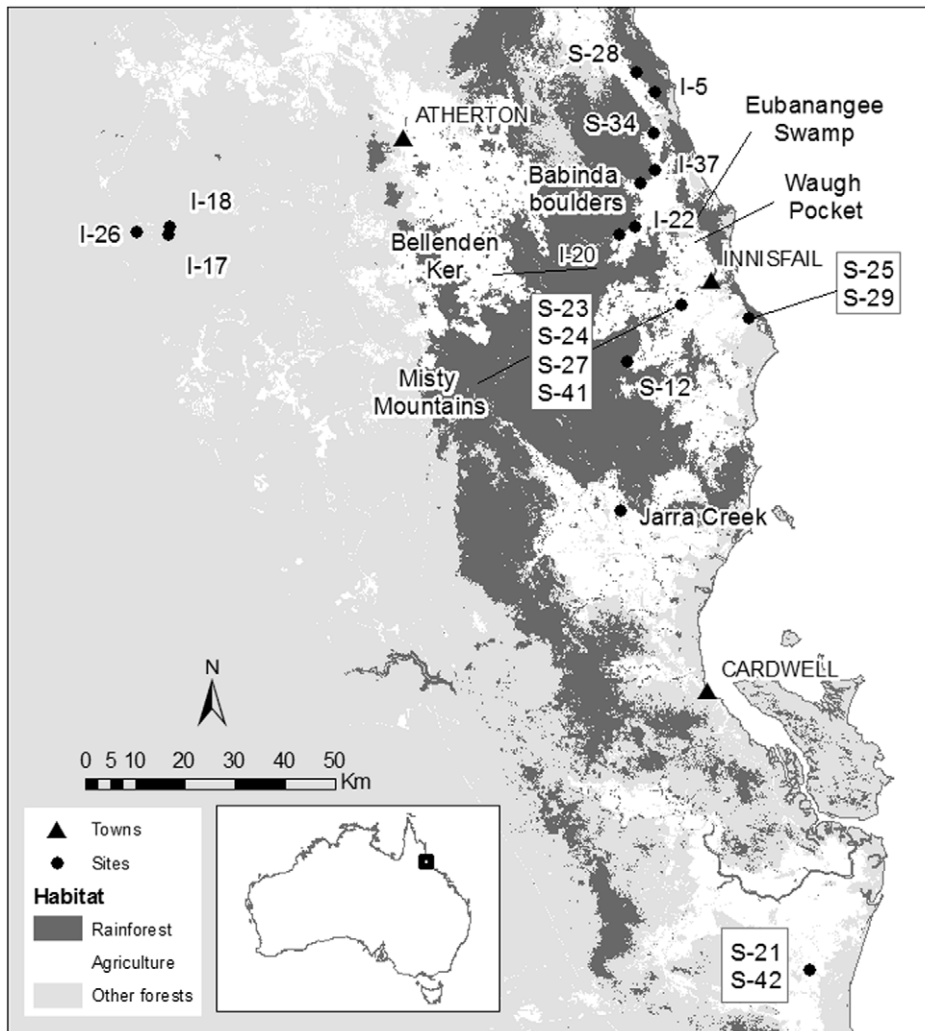 S-28
I-5
ATHERTON
S-34
Eubanangee
Swamp
I-37
Babinda
boulders
Waugh
Pocket
I-18
I-26
I-17
I-22
Bellenden
Ker
I-20
INNISFAIL
S-25
S-29
S-23
S-24
S-27
S-41
Misty
Mountains
S-12
Jarra Creek
N
CARDWELL
0 10 20 30 40 50
Km
Towns
Sites
Habitat
Rainforest
Agriculture
Other forests
S-21
S-42